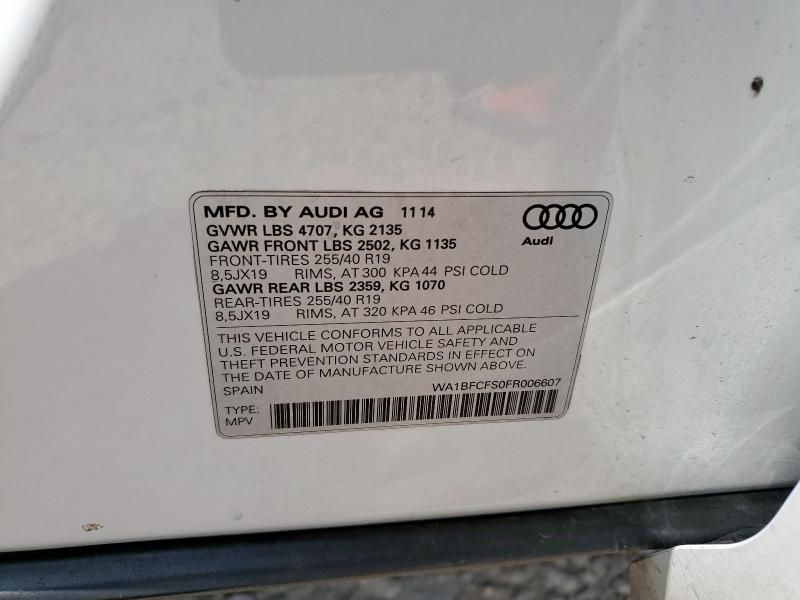 MFD. BY AUDI AG 11 14
GVWR LBS 4707, KG 2135
GAWR FRONT LBS 2502, KG 1135
FRONT-TIRES 255/40 R19
8,5JX19 RIMS, AT 300 KPA 44 PSI COLD
GAWR REAR LBS 2359, KG 1070
REAR-TIRES 255/40 R19
8,5JX19 RIMS, AT 320 KPA 46 PSI COLD
Audi
THIS VEHICLE CONFORMS TO ALL APPLICABLE
U.S. FEDERAL MOTOR VEHICLE SAFETY AND
THEFT PREVENTION STANDARDS IN EFFECT ON
THE DATE OF MANUFACTURE SHOWN ABOVE.
SPAIN WA1BFCFS0FR006607
TYPE:
MPV